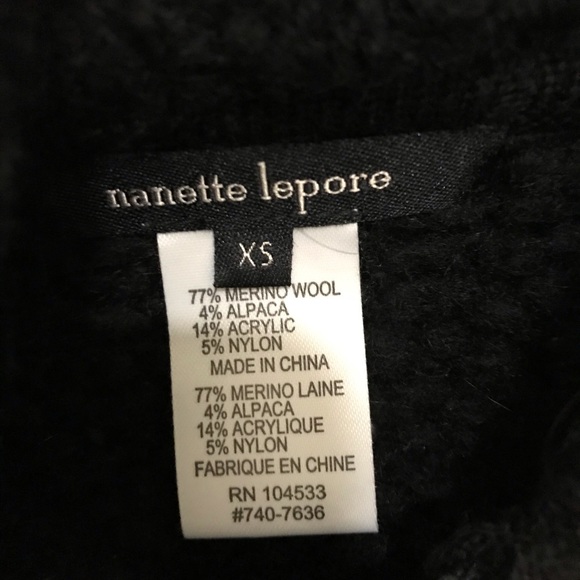 nanette lepore
XS
77% MERINO WOOL
4% ALPACA
14% ACRYLIC
5% NYLON
MADE IN CHINA
77% MERINO LAINE
4% ALPACA
14% ACRYLIQUE
5% NYLON
FABRIQUE EN CHINE
RN 104533
#740-7636